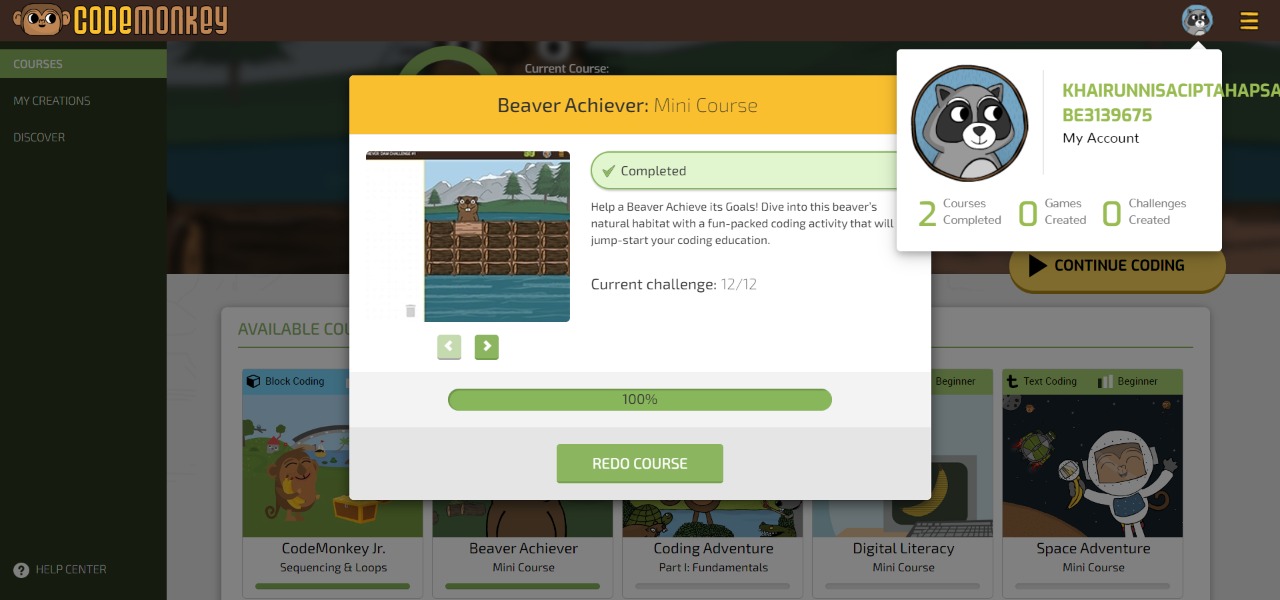 CODEMONKEY
COURSES
MY CREATIONS
DISCOVER
HELP CENTER
Current Course:
Beaver Achiever: Mini Course
Completed
Help a Beaver Achieve its Goals! Dive into this beaver's
natural habitat with a fun-packed coding activity that will
jump-start your coding education.
Current challenge: 12/12
100%
REDO COURSE
KHAIRUNNISACIPTAHAPSA
BE3139675
My Account
2 Courses Completed
0 Games Created
0 Challenges Created
CONTINUE CODING
AVAILABLE COU
Block Coding
Beginner
Text Coding
Beginner
CodeMonkey Jr.
Sequencing & Loops
Beaver Achiever
Mini Course
Coding Adventure
Part I: Fundamentals
Digital Literacy
Mini Course
Space Adventure
Mini Course